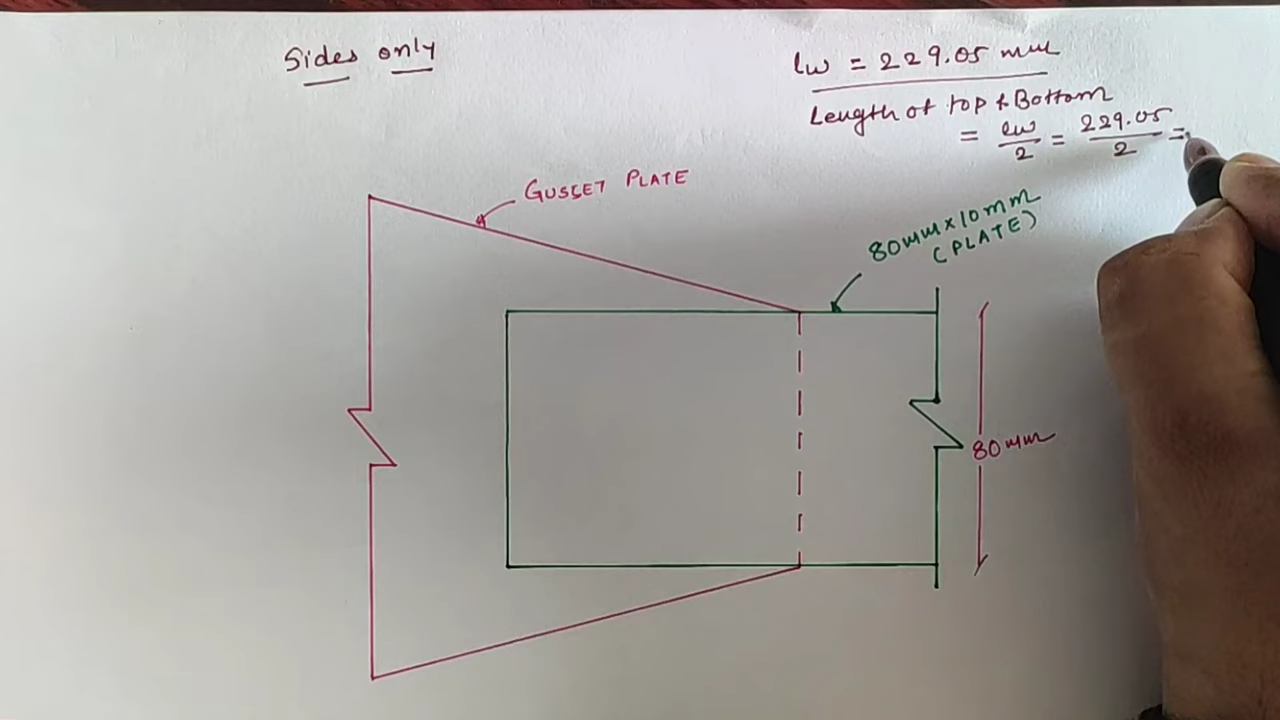 Sides only
lw = 229.05 mm
Length of top & Bottom
= lw/2 = 229.05/2 =
GUSSET PLATE
80mm×10mm
(PLATE)
80mm